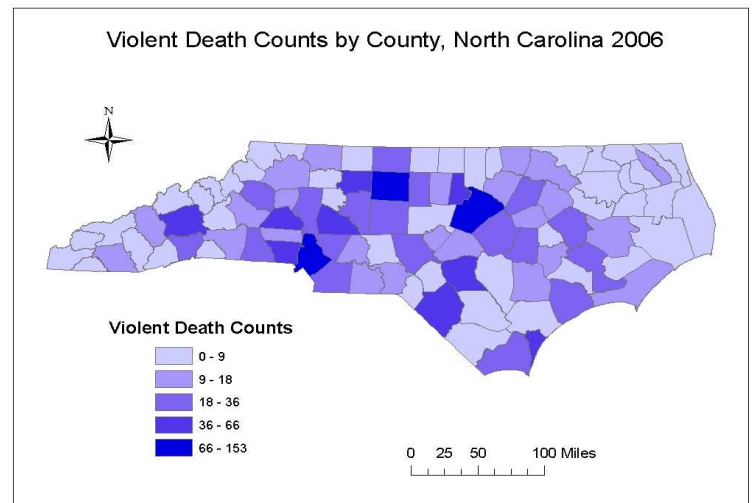 Violent Death Counts by County, North Carolina 2006
N
Violent Death Counts
0 - 9
9 - 18
18 - 36
36 - 66
66 - 153
0 25 50 100 Miles